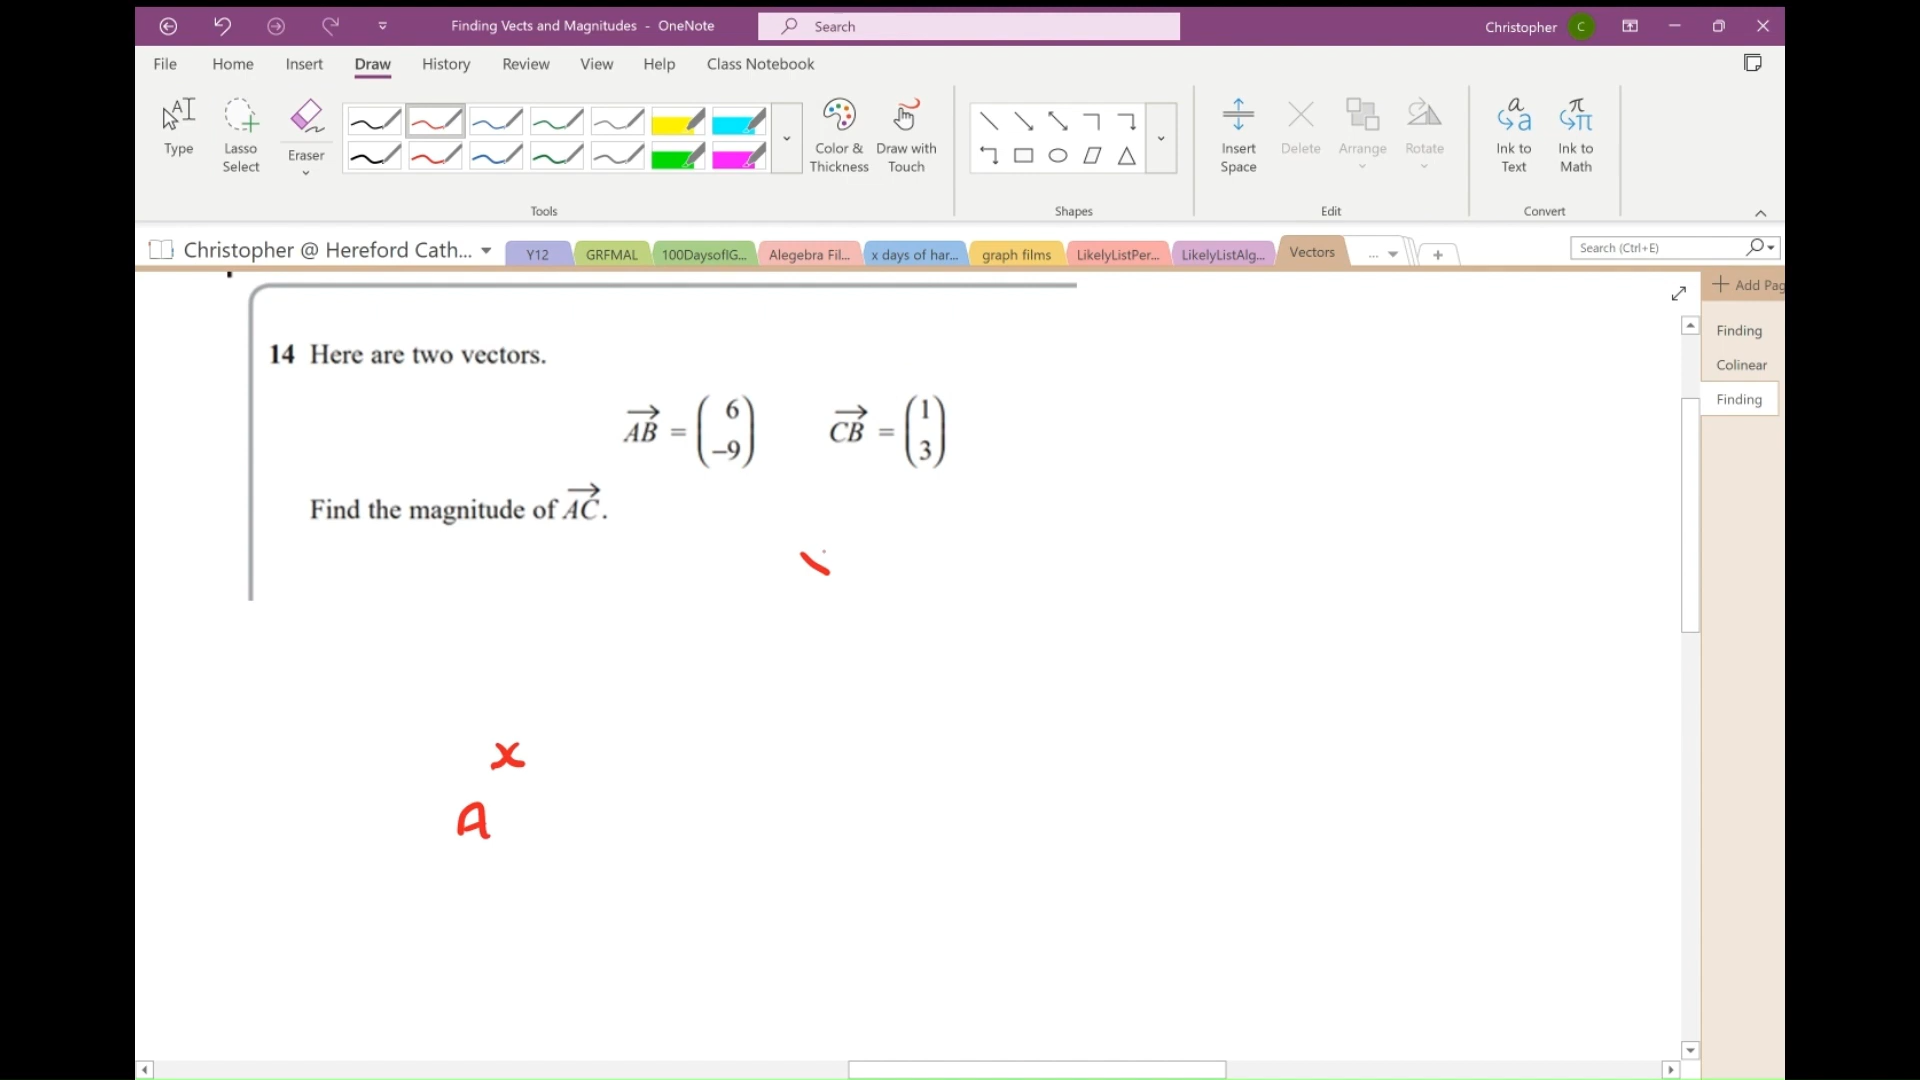 Finding Vects and Magnitudes - OneNote
Search
Christopher C
File Home Insert Draw History Review View Help Class Notebook
Type
Lasso Select
Eraser
Color & Thickness
Draw with Touch
Insert Space
Delete
Arrange
Rotate
a a
Ink to Text
π π
Ink to Math
Tools Shapes Edit Convert
Christopher @ Hereford Cath... Y12 GRFMAL 100DaysofIG... Alegebra Fil... x days of har... graph films LikelyListPer... LikelyListAlg... Vectors ... +
Search (Ctrl+E)
Add Pag
Finding
Colinear
Finding
14 Here are two vectors.
AB = (6 −9) CB = (1 3)
Find the magnitude of AC.
x
A